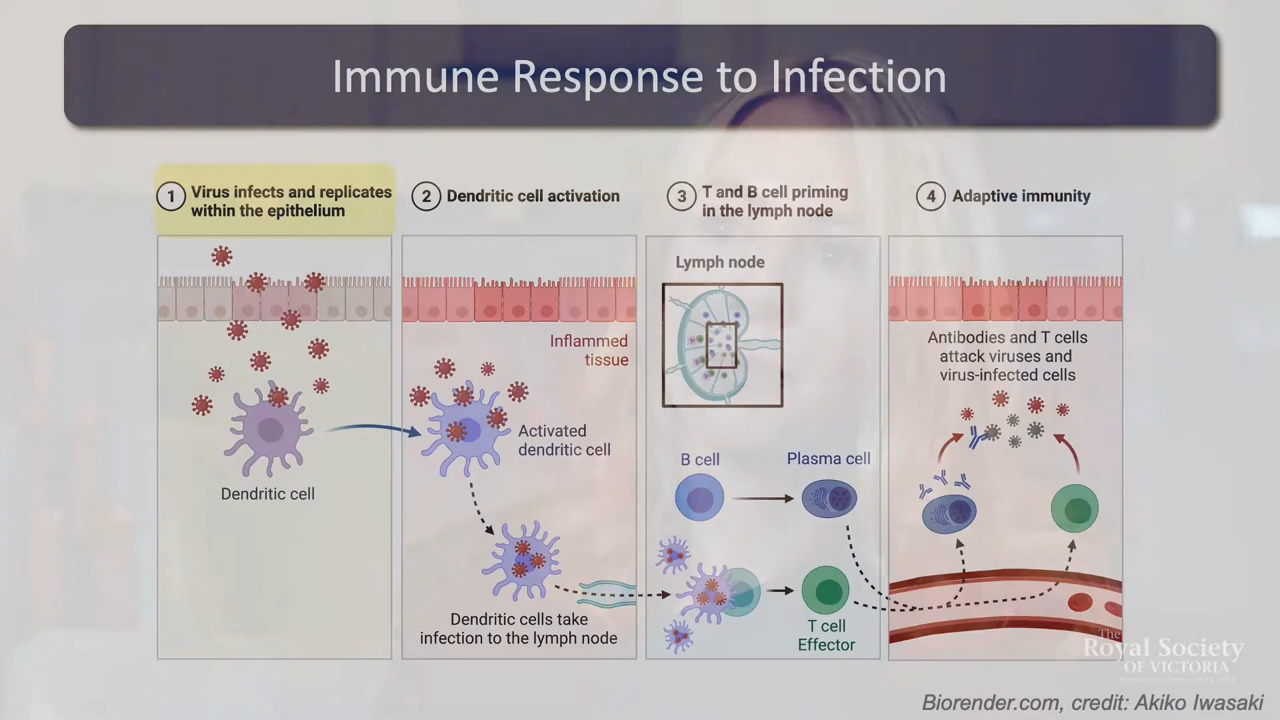 Immune Response to Infection
1 Virus infects and replicates
within the epithelium
2 Dendritic cell activation
3 T and B cell priming
in the lymph node
4 Adaptive immunity
Dendritic cell
Inflammed
tissue
Activated
dendritic cell
Dendritic cells take
infection to the lymph node
Lymph node
B cell
Plasma cell
T cell
Effector
Antibodies and T cells
attack viruses and
virus-infected cells
The
Royal Society
OF VICTORIA
Biorender.com, credit: Akiko Iwasaki